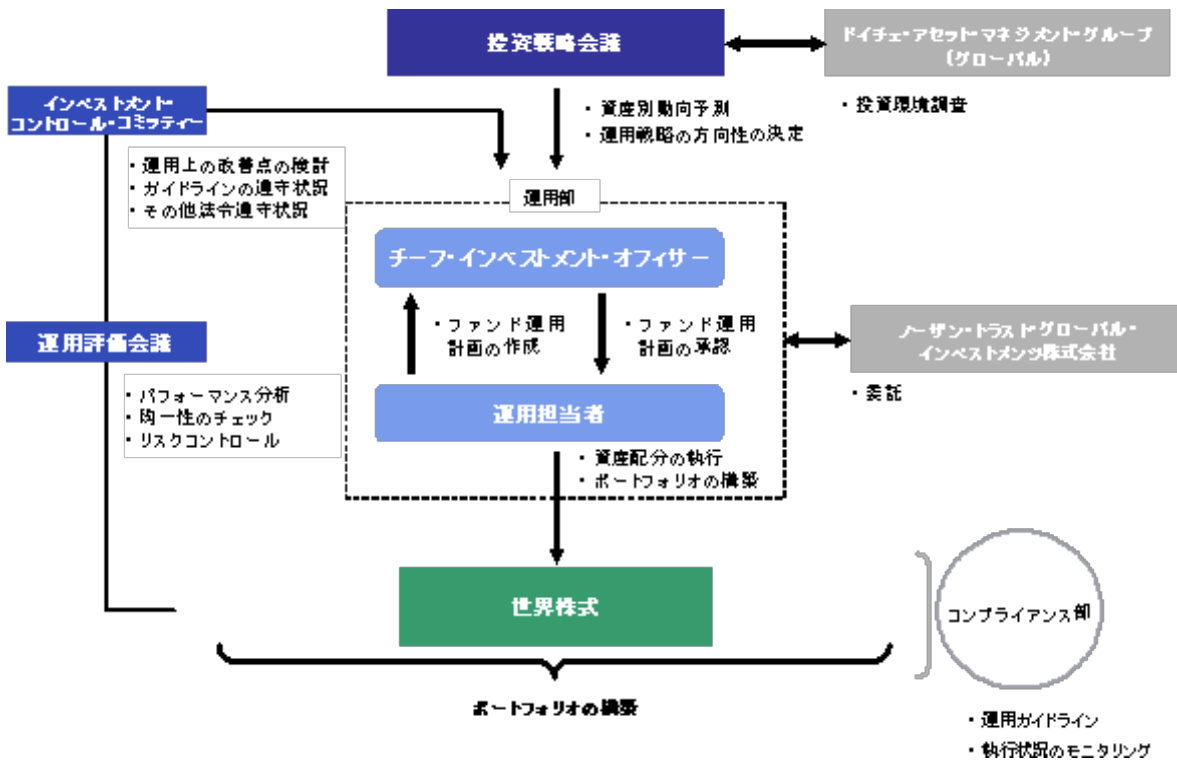 投資戦略会議
ドイチェ・アセット・マネジメント・グループ
(グローバル)
・投資環境調査
・資産別動向予測
・運用戦略の方向性の決定
インベストメント・
コントロール・コミッティー
・運用上の改善点の検討
・ガイドラインの遵守状況
・その他法令遵守状況
運用部
チーフ・インベストメント・オフィサー
・ファンド運用
計画の作成
・ファンド運用
計画の承認
運用担当者
・資産配分の執行
・ポートフォリオの構築
ノーザン・トラスト・グローバル・
インベストメンツ株式会社
・委託
運用評価会議
・パフォーマンス分析
・均一性のチェック
・リスクコントロール
世界株式
ポートフォリオの構築
コンプライアンス部
・運用ガイドライン
・執行状況のモニタリング